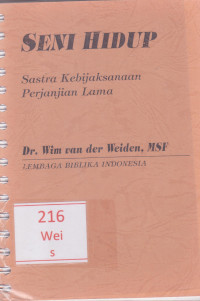 SENI HIDUP
Sastra Kebijaksanaan
Perjanjian Lama
Dr. Wim van der Weiden, MSF
LEMBAGA BIBLIKA INDONESIA
216
Wei
s